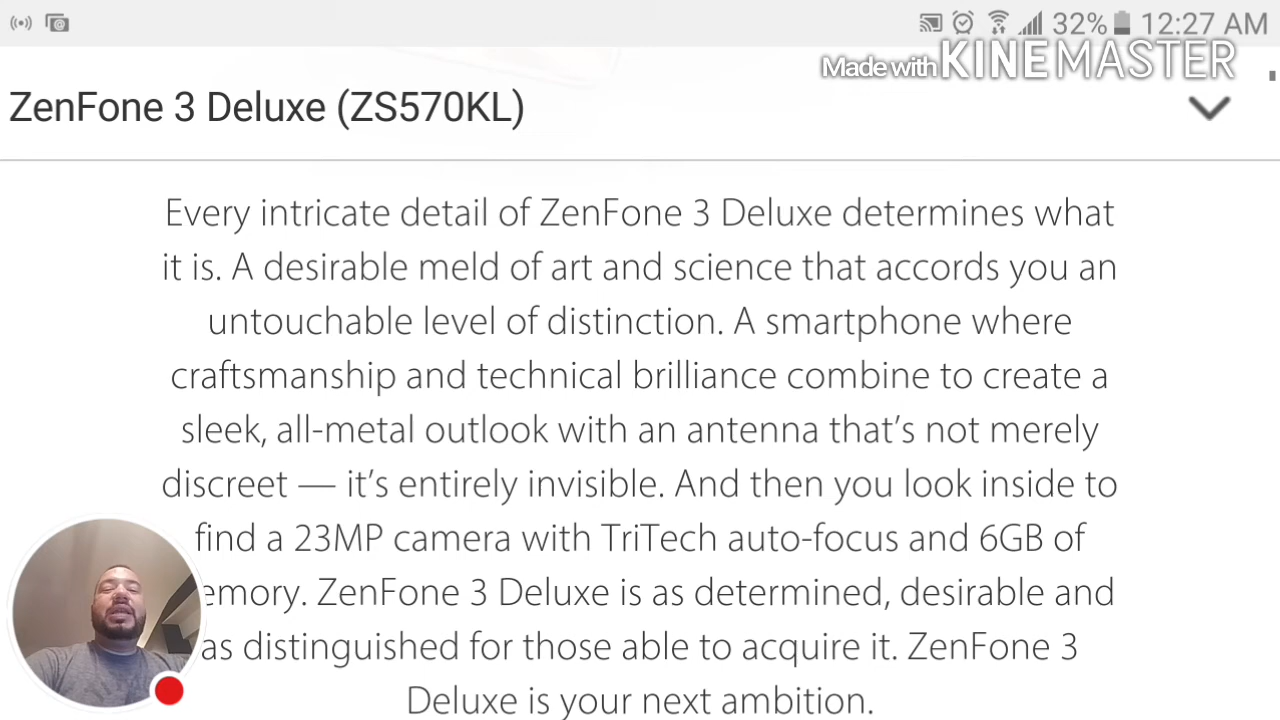 32% 12:27 AM
Made with KINEMASTER
ZenFone 3 Deluxe (ZS570KL)
Every intricate detail of ZenFone 3 Deluxe determines what
it is. A desirable meld of art and science that accords you an
untouchable level of distinction. A smartphone where
craftsmanship and technical brilliance combine to create a
sleek, all-metal outlook with an antenna that’s not merely
discreet — it’s entirely invisible. And then you look inside to
find a 23MP camera with TriTech auto-focus and 6GB of
emory. ZenFone 3 Deluxe is as determined, desirable and
as distinguished for those able to acquire it. ZenFone 3
Deluxe is your next ambition.